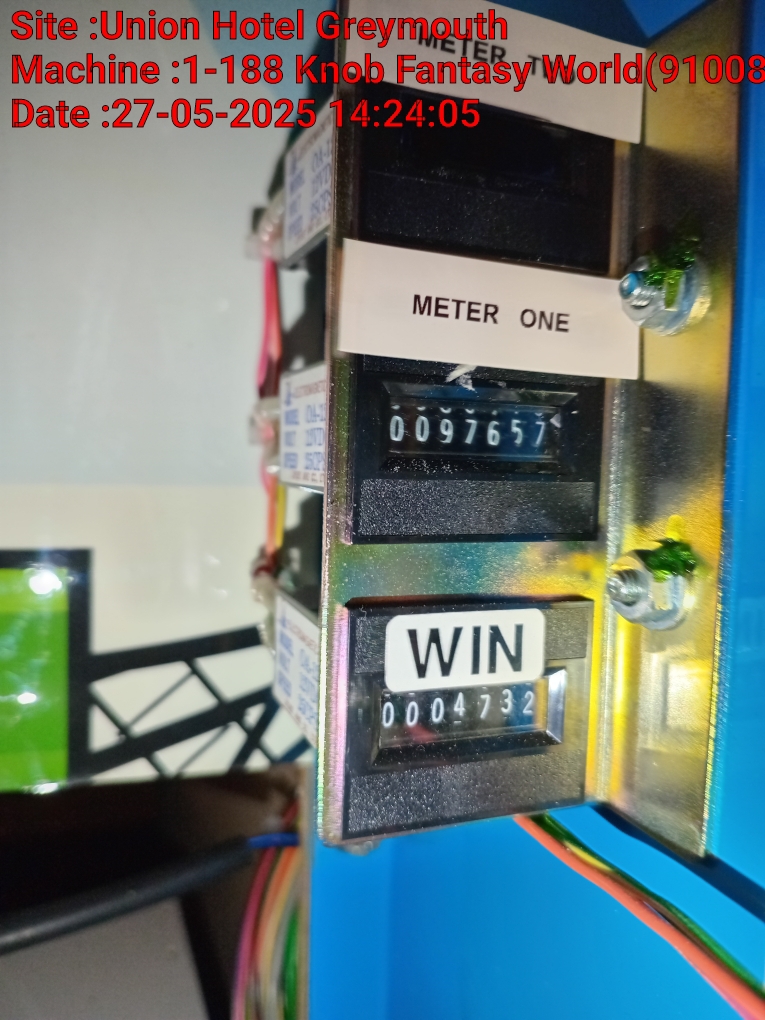 Site :Union Hotel Greymouth
Machine :1-188 Knob Fantasy World(91008
Date :27-05-2025 14:24:05
METER TWO
METER ONE
0097657
WIN
0004732